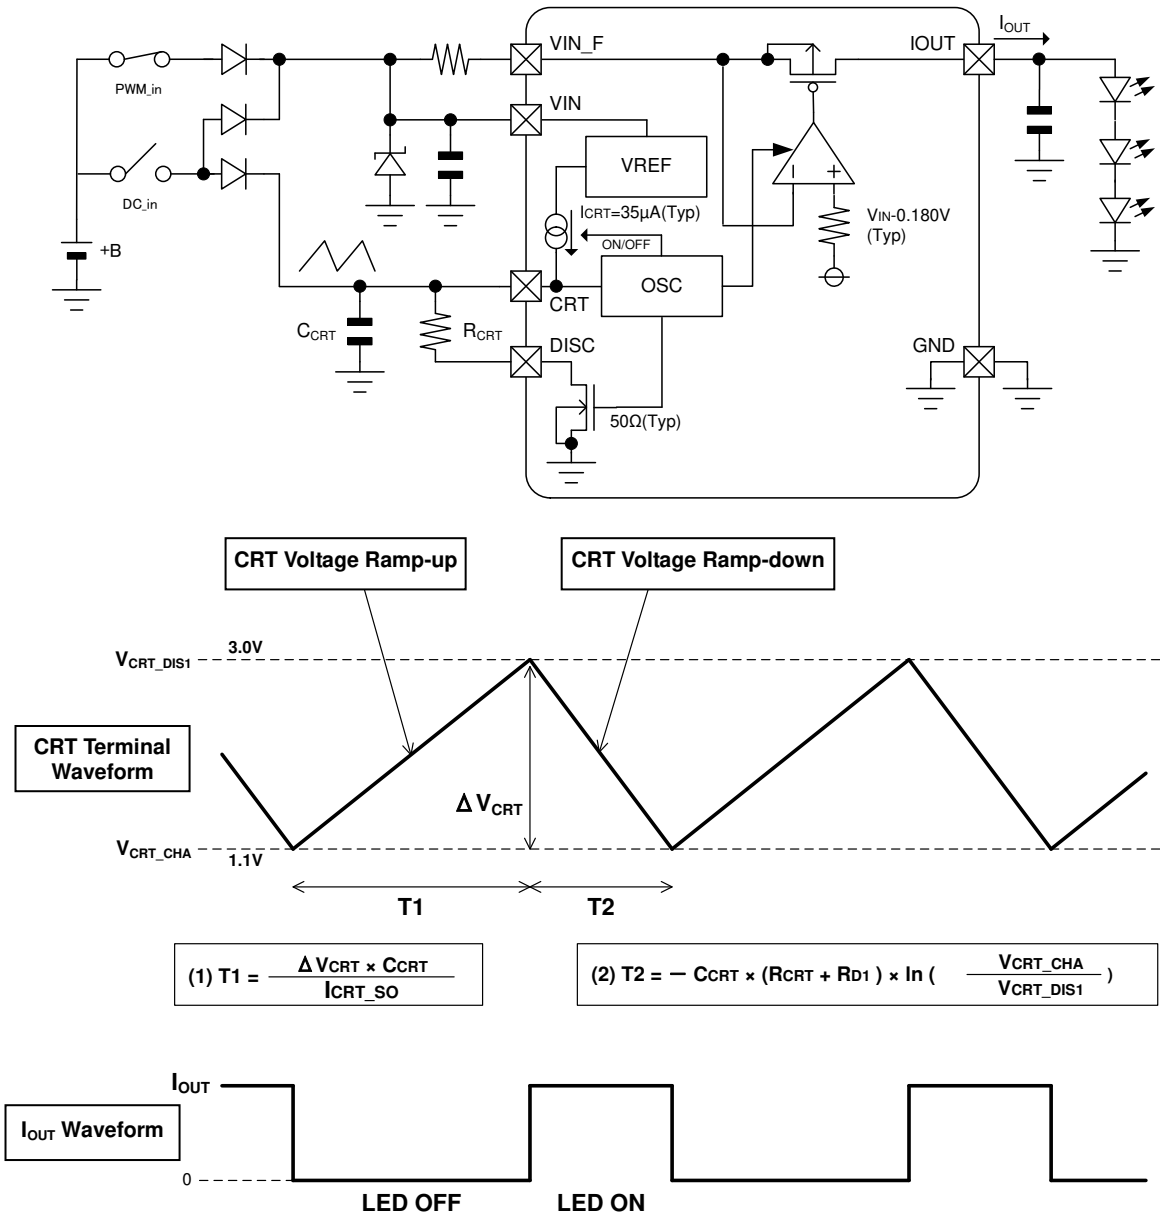 PWM_in
DC_in
+B
VIN_F
VIN
IOUT
IOUT
VREF
ICRT=35µA(Typ)
ON/OFF
OSC
VIN-0.180V
(Typ)
CRT
CCRT
RCRT
DISC
50Ω(Typ)
GND
CRT Voltage Ramp-up
CRT Voltage Ramp-down
VCRT_DIS1
3.0V
CRT Terminal
Waveform
Δ VCRT
VCRT_CHA
1.1V
T1
T2
(1) T1 = Δ VCRT × CCRT
ICRT_SO
(2) T2 = − CCRT × (RCRT + RD1 ) × ln ( VCRT_CHA
VCRT_DIS1 )
IOUT
IOUT Waveform
0
LED OFF
LED ON